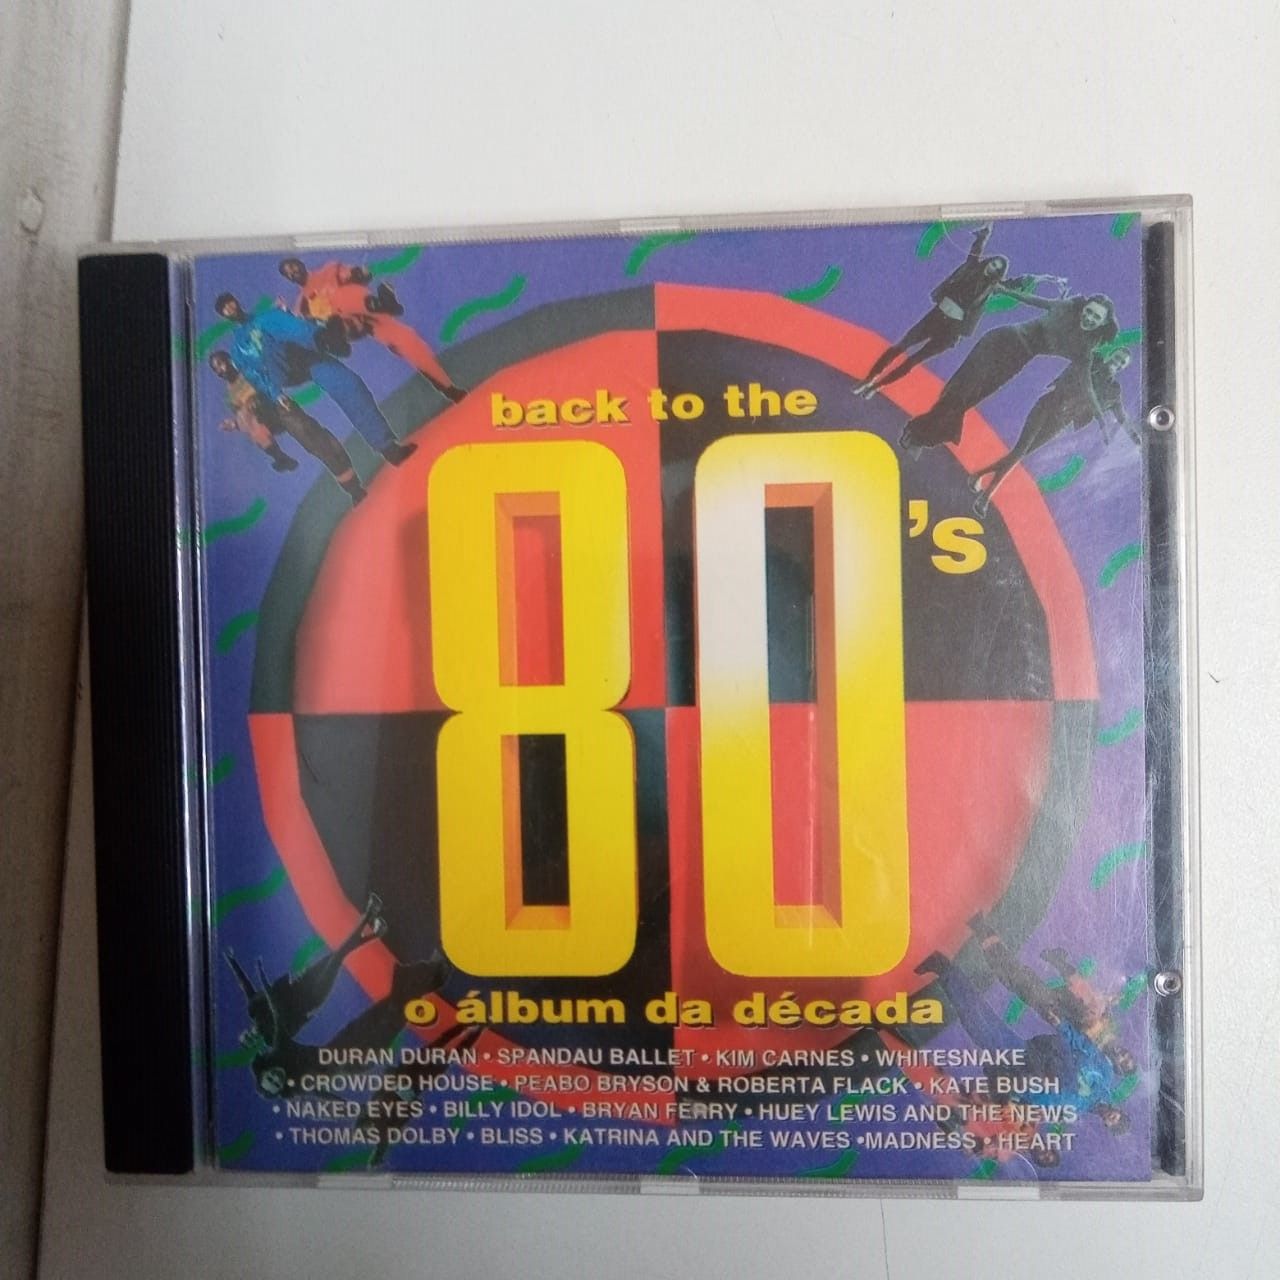 back to the
80's
o álbum da década
DURAN DURAN • SPANDAU BALLET • KIM CARNES • WHITESNAKE
• CROWDED HOUSE • PEABO BRYSON & ROBERTA FLACK • KATE BUSH
• NAKED EYES • BILLY IDOL • BRYAN FERRY • HUEY LEWIS AND THE NEWS
• THOMAS DOLBY • BLISS • KATRINA AND THE WAVES •MADNESS • HEART